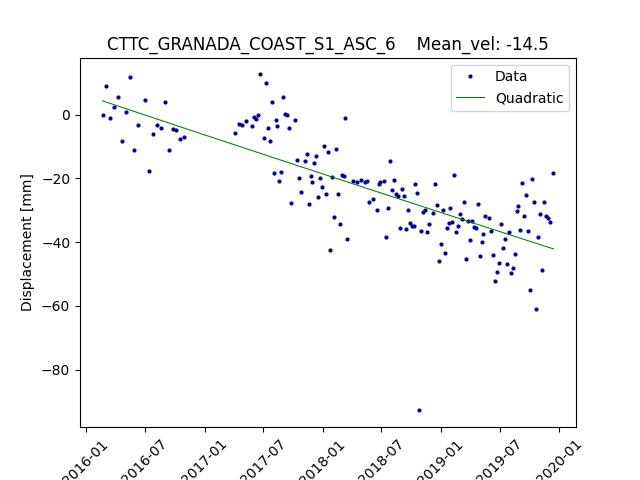 CTTC_GRANADA_COAST_S1_ASC_6    Mean_vel: -14.5
Data
Quadratic
Displacement [mm]
0
−20
−40
−60
−80
2016-01 2016-07 2017-01 2017-07 2018-01 2018-07 2019-01 2019-07 2020-01